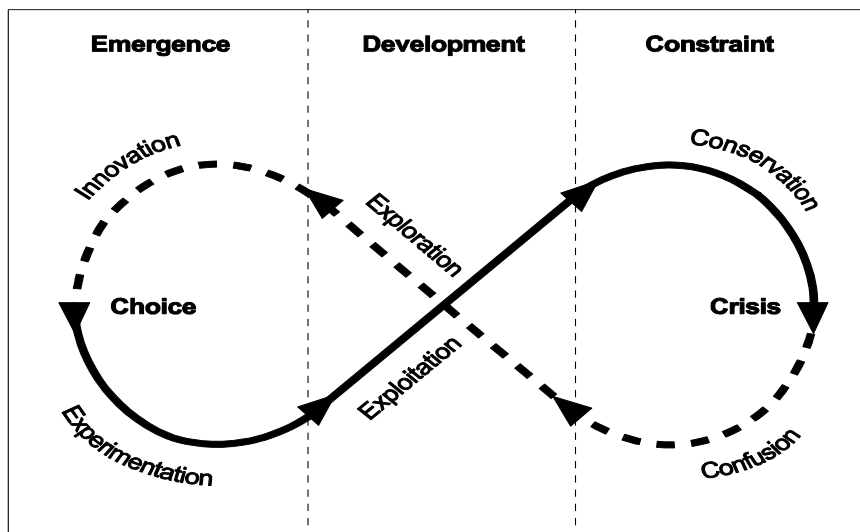 Emergence
Development
Constraint
Innovation
Exploration
Conservation
Choice
Crisis
Experimentation
Exploitation
Confusion